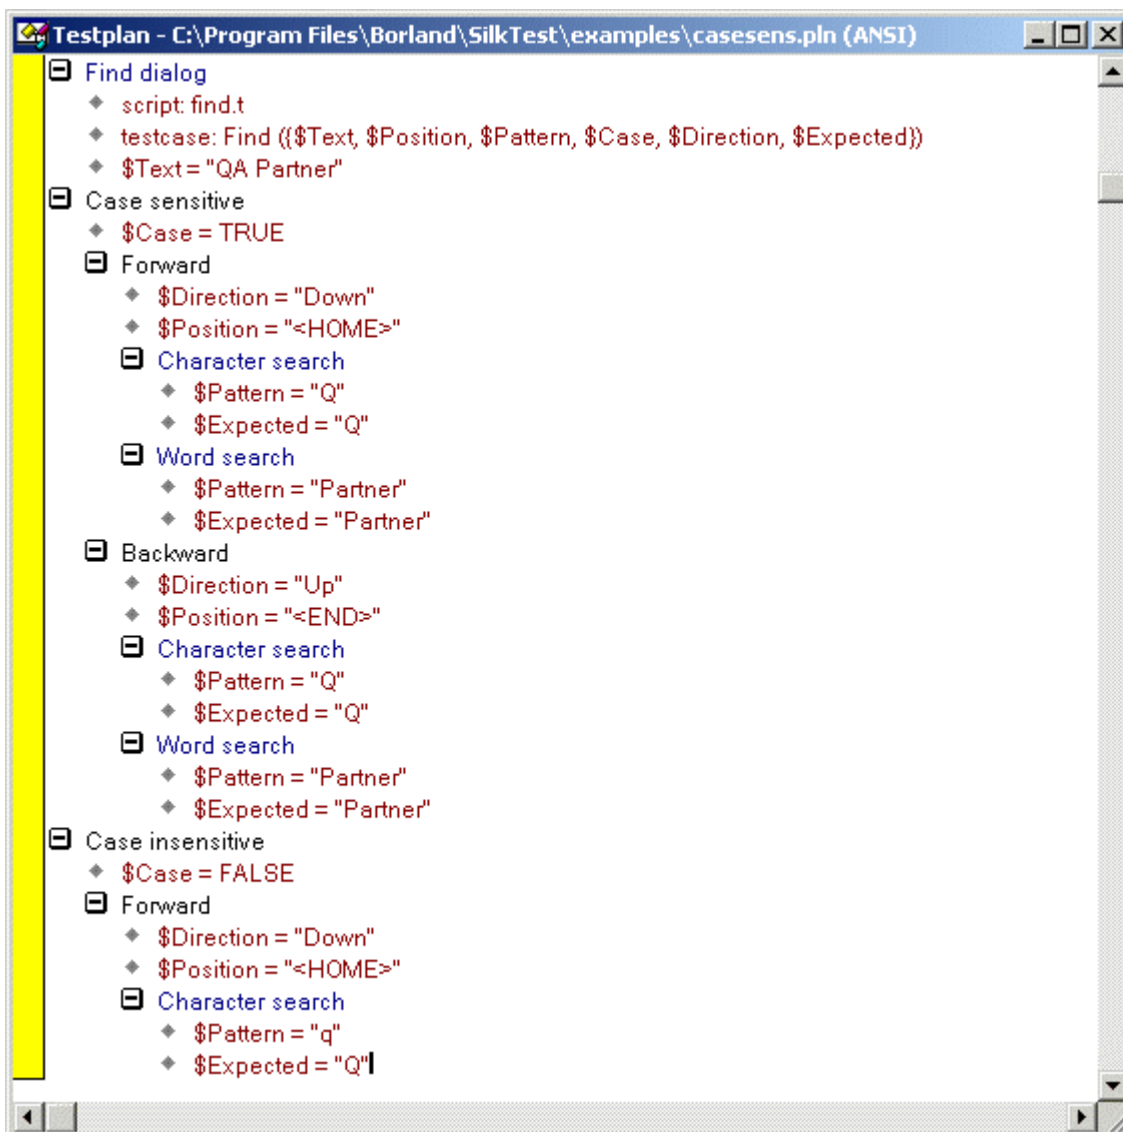 Testplan - C:\Program Files\Borland\SilkTest\examples\casesens.pln (ANSI)
Find dialog
script: find.t
testcase: Find ({$Text, $Position, $Pattern, $Case, $Direction, $Expected})
$Text = "QA Partner"
Case sensitive
$Case = TRUE
Forward
$Direction = "Down"
$Position = "<HOME>"
Character search
$Pattern = "Q"
$Expected = "Q"
Word search
$Pattern = "Partner"
$Expected = "Partner"
Backward
$Direction = "Up"
$Position = "<END>"
Character search
$Pattern = "Q"
$Expected = "Q"
Word search
$Pattern = "Partner"
$Expected = "Partner"
Case insensitive
$Case = FALSE
Forward
$Direction = "Down"
$Position = "<HOME>"
Character search
$Pattern = "q"
$Expected = "Q"